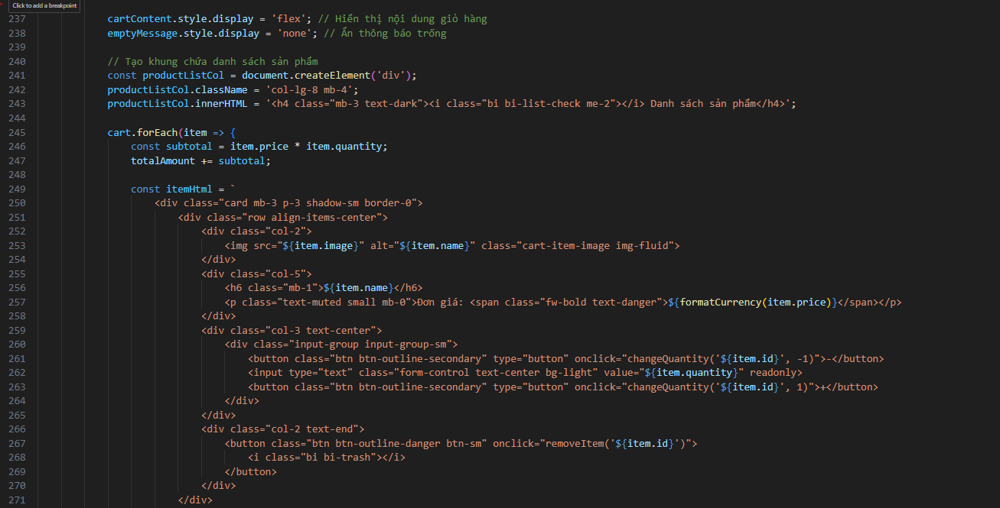 Click to add a breakpoint
237 cartContent.style.display = 'flex'; // Hiển thị nội dung giỏ hàng
238 emptyMessage.style.display = 'none'; // Ẩn thông báo trống
239
240 // Tạo khung chứa danh sách sản phẩm
241 const productListCol = document.createElement('div');
242 productListCol.className = 'col-lg-8 mb-4';
243 productListCol.innerHTML = '<h4 class="mb-3 text-dark"><i class="bi bi-list-check me-2"></i> Danh sách sản phẩm</h4>';
244
245 cart.forEach(item => {
246 const subtotal = item.price * item.quantity;
247 totalAmount += subtotal;
248
249 const itemHtml = `
250 <div class="card mb-3 p-3 shadow-sm border-0">
251 <div class="row align-items-center">
252 <div class="col-2">
253 <img src="${item.image}" alt="${item.name}" class="cart-item-image img-fluid">
254 </div>
255 <div class="col-5">
256 <h6 class="mb-1">${item.name}</h6>
257 <p class="text-muted small mb-0">Đơn giá: <span class="fw-bold text-danger">${formatCurrency(item.price)}</span></p>
258 </div>
259 <div class="col-3 text-center">
260 <div class="input-group input-group-sm">
261 <button class="btn btn-outline-secondary" type="button" onclick="changeQuantity('${item.id}', -1)">-</button>
262 <input type="text" class="form-control text-center bg-light" value="${item.quantity}" readonly>
263 <button class="btn btn-outline-secondary" type="button" onclick="changeQuantity('${item.id}', 1)">+</button>
264 </div>
265 </div>
266 <div class="col-2 text-end">
267 <button class="btn btn-outline-danger btn-sm" onclick="removeItem('${item.id}')">
268 <i class="bi bi-trash"></i>
269 </button>
270 </div>
271 </div>